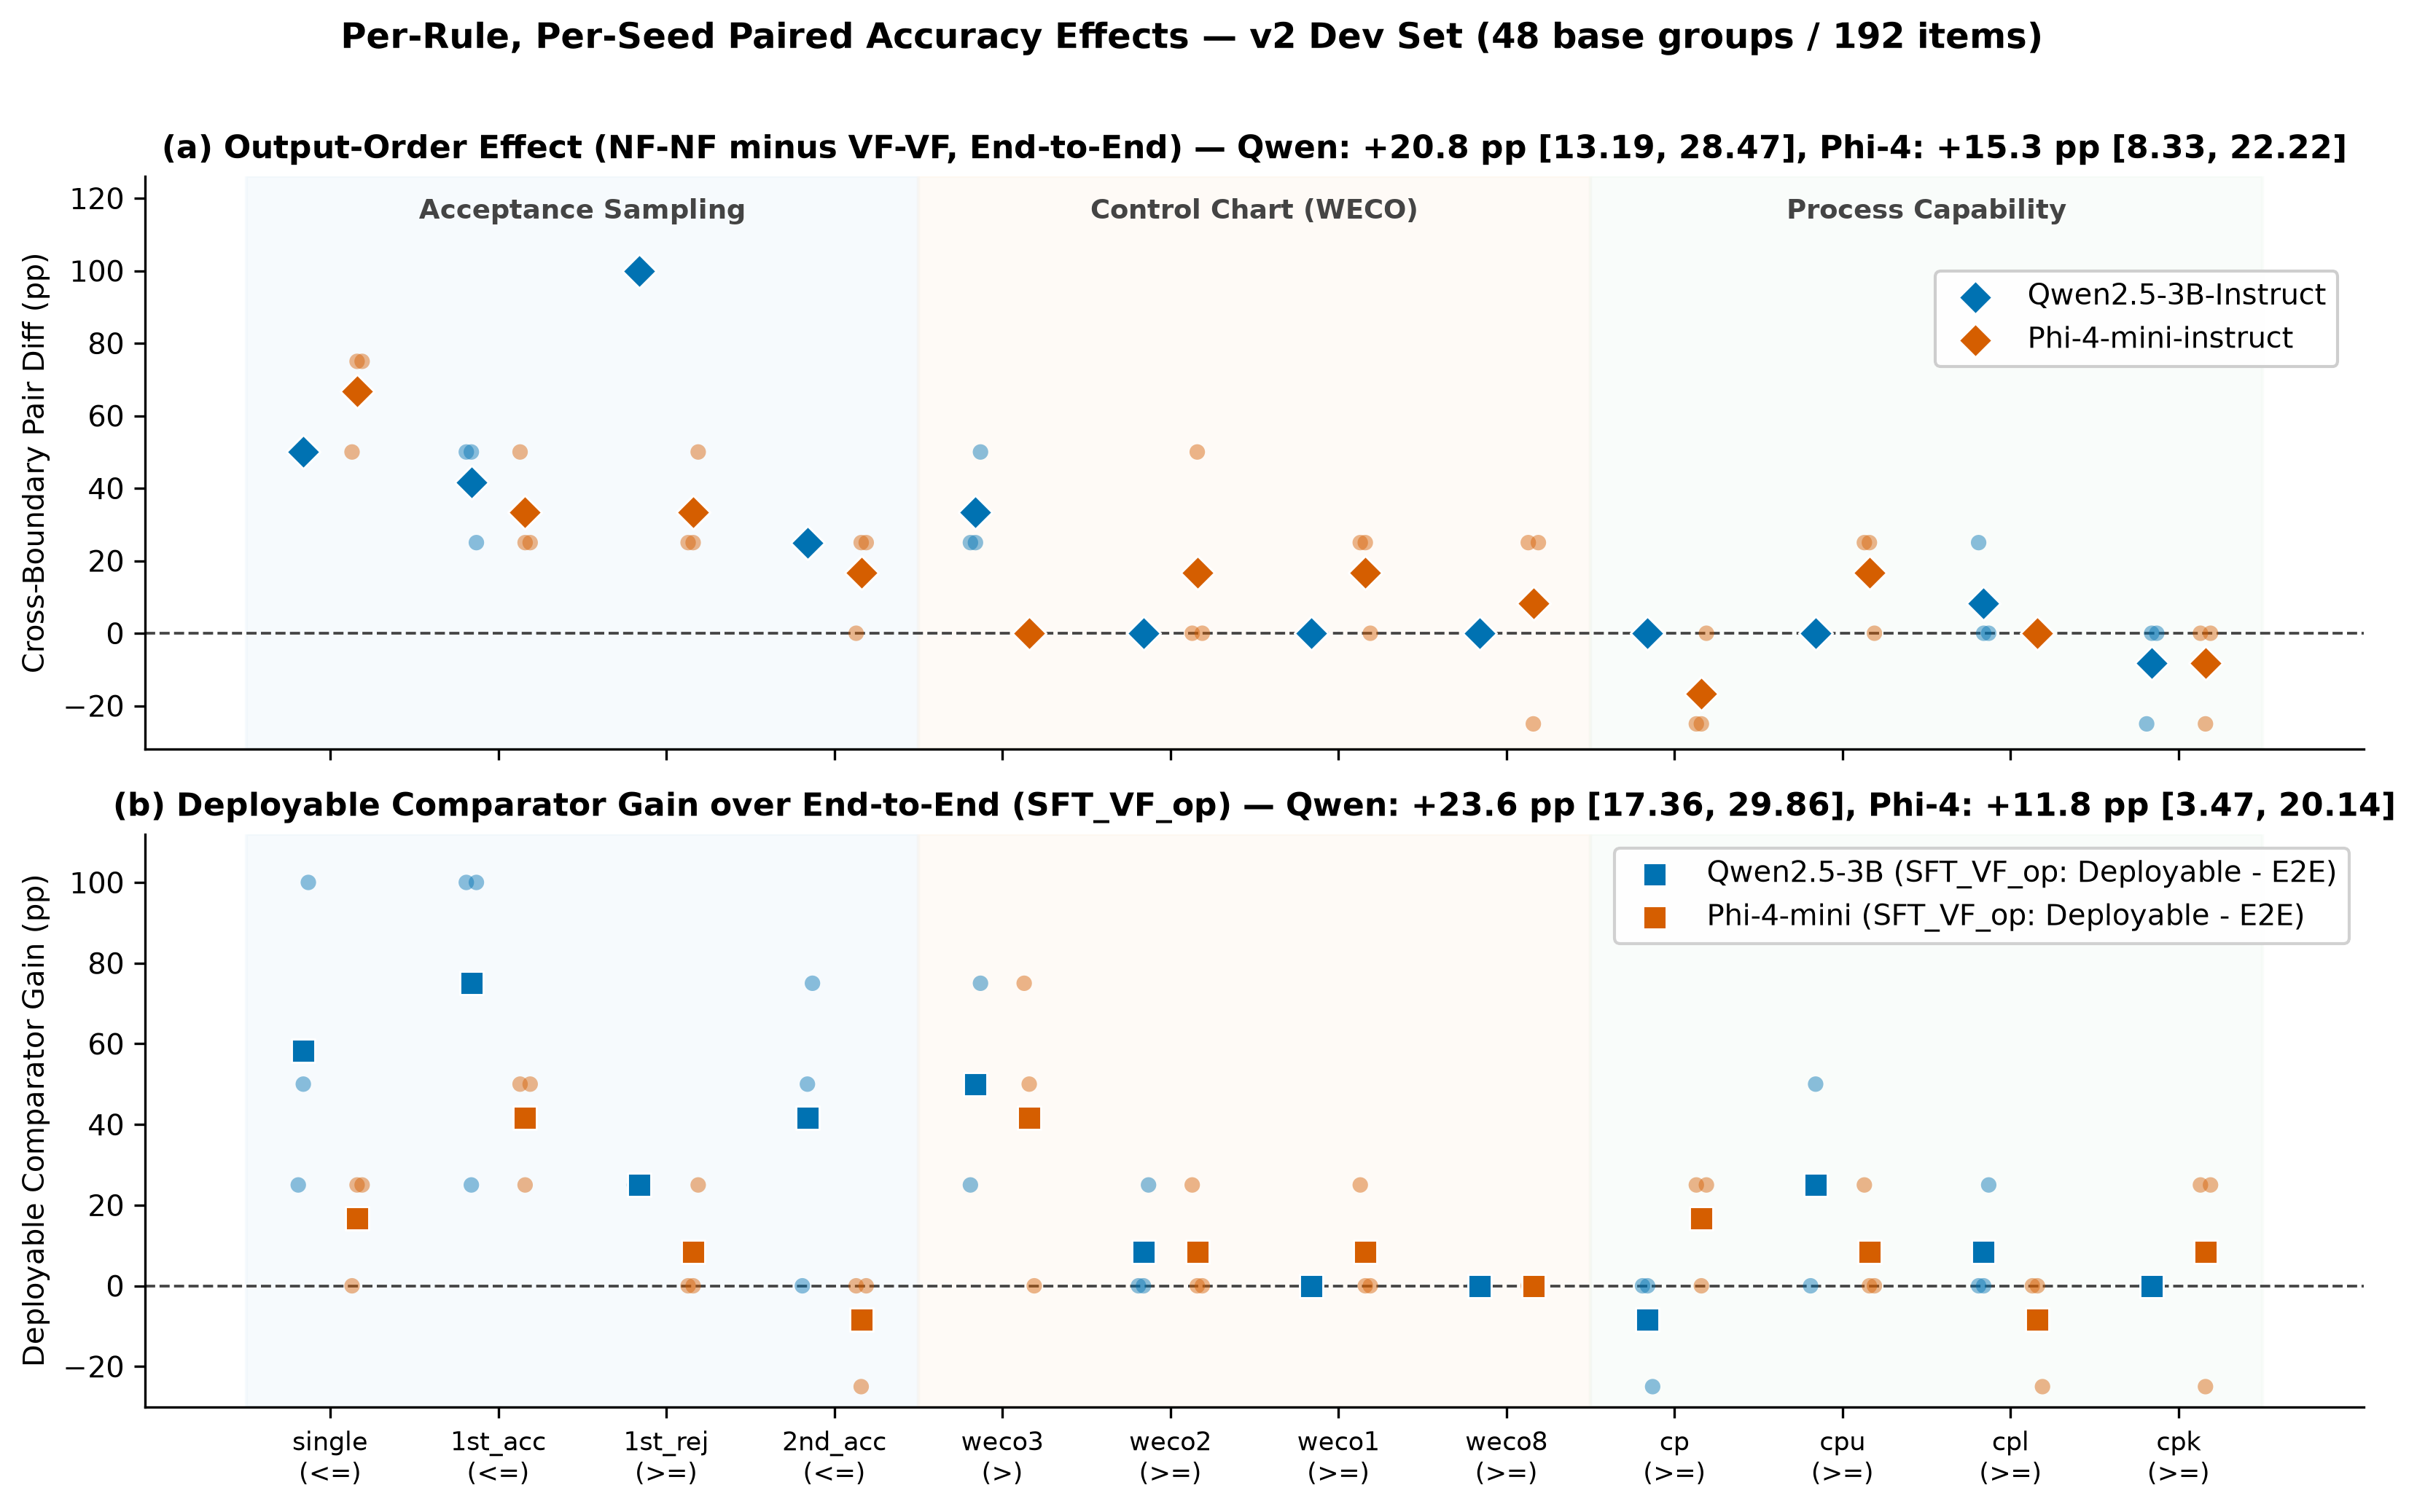 Per-Rule, Per-Seed Paired Accuracy Effects — v2 Dev Set (48 base groups / 192 items)
(a) Output-Order Effect (NF-NF minus VF-VF, End-to-End) — Qwen: +20.8 pp [13.19, 28.47], Phi-4: +15.3 pp [8.33, 22.22]
Acceptance Sampling
Control Chart (WECO)
Process Capability
Cross-Boundary Pair Diff (pp)
120
100
80
60
40
20
0
−20
Qwen2.5-3B-Instruct
Phi-4-mini-instruct
(b) Deployable Comparator Gain over End-to-End (SFT_VF_op) — Qwen: +23.6 pp [17.36, 29.86], Phi-4: +11.8 pp [3.47, 20.14]
Deployable Comparator Gain (pp)
100
80
60
40
20
0
−20
Qwen2.5-3B (SFT_VF_op: Deployable - E2E)
Phi-4-mini (SFT_VF_op: Deployable - E2E)
single
(<=)
1st_acc
(<=)
1st_rej
(>=)
2nd_acc
(<=)
weco3
(>)
weco2
(>=)
weco1
(>=)
weco8
(>=)
cp
(>=)
cpu
(>=)
cpl
(>=)
cpk
(>=)